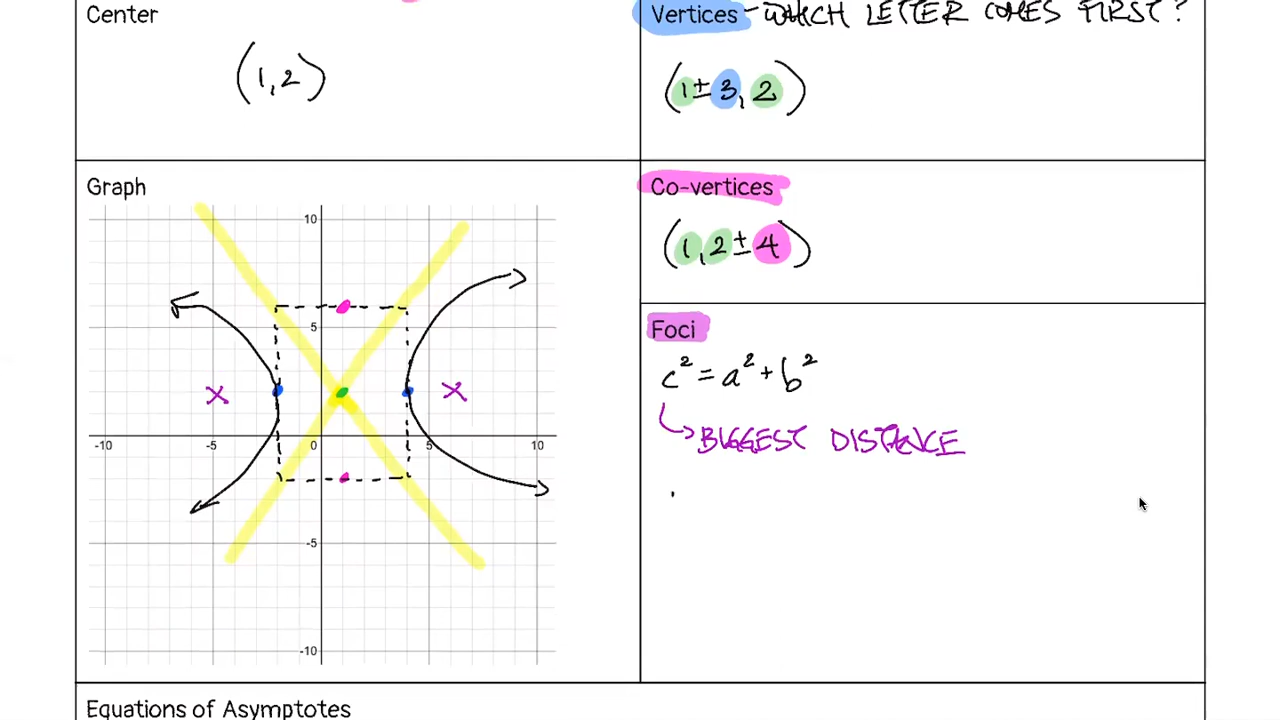 Center
(1,2)
Vertices - WHICH LETTER COMES FIRST?
(1±3, 2)
Graph
10
5
-10
-5
0
5
10
-5
-10
Co-vertices
(1, 2±4)
Foci
c² = a² + b²
BIGGEST DISTANCE
Equations of Asymptotes